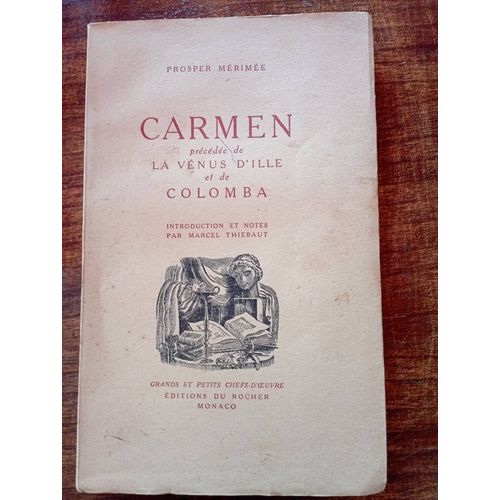 PROSPER MÉRIMÉE
CARMEN
précédée de
LA VÉNUS D'ILLE
et de
COLOMBA
INTRODUCTION ET NOTES
PAR MARCEL THIEBAUT
GRANDS ET PETITS CHEFS-D'ŒUVRE
ÉDITIONS DU ROCHER
MONACO